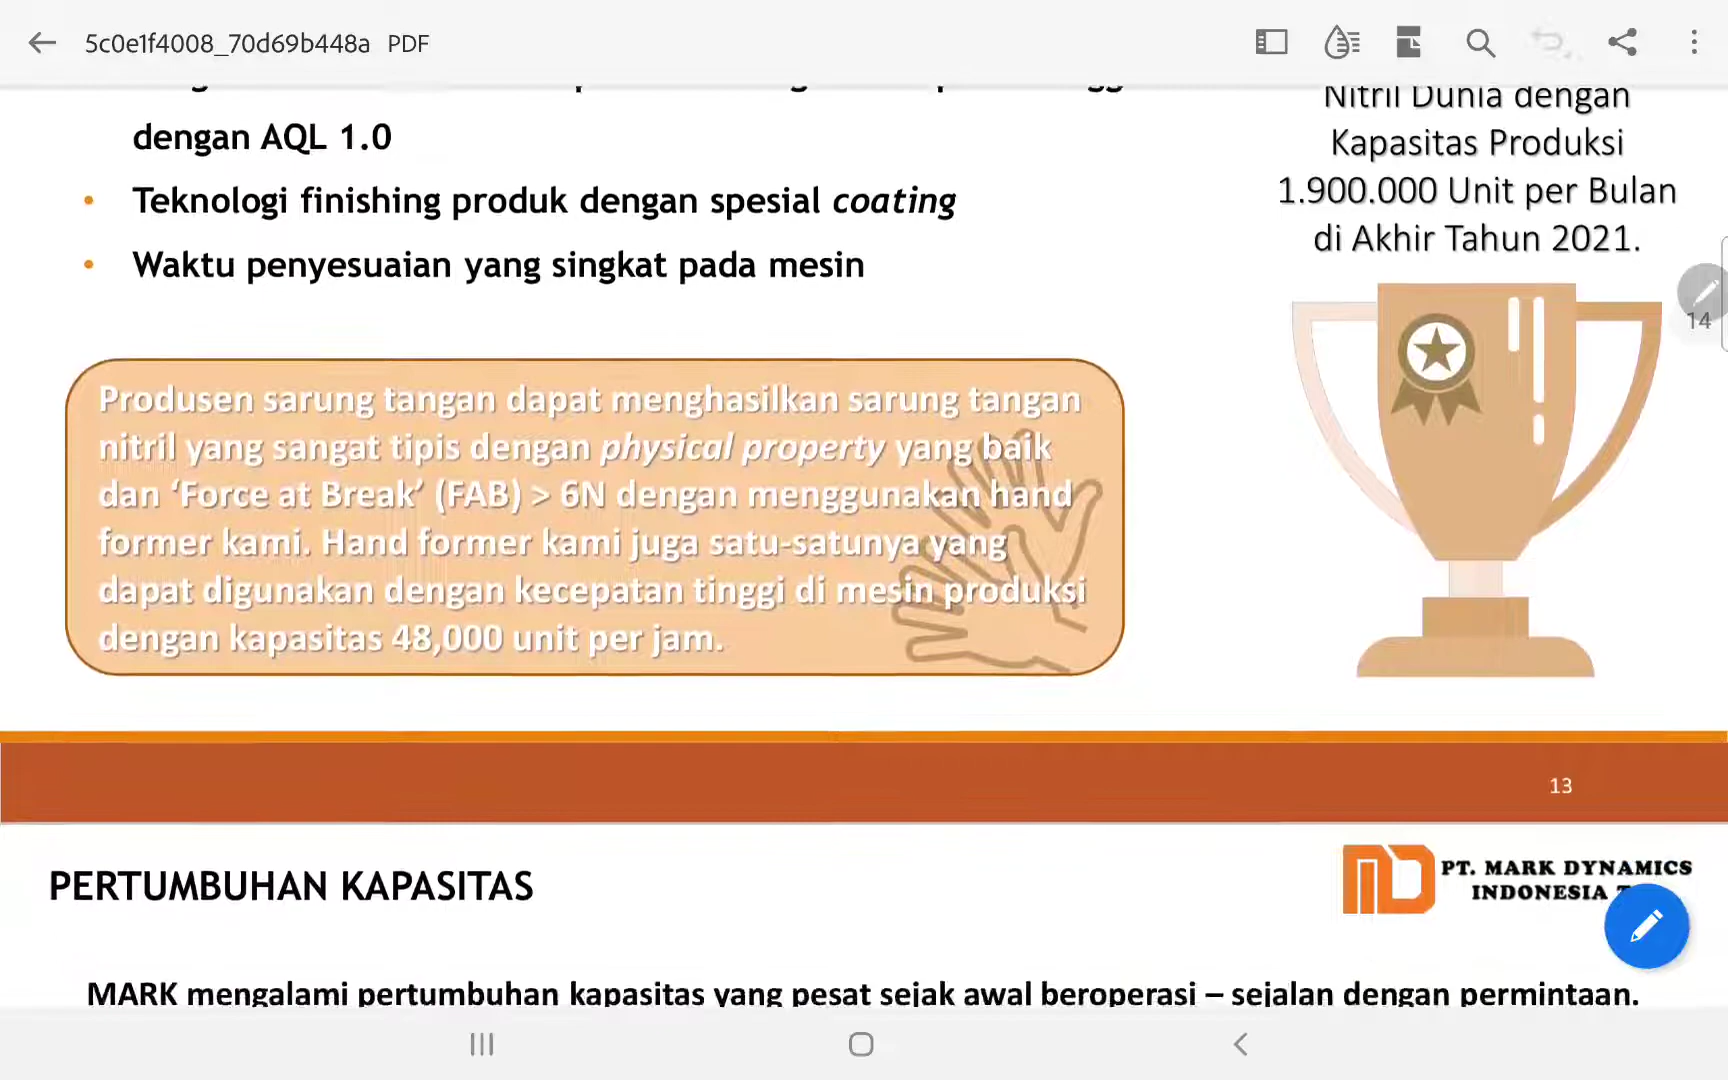 5c0e1f4008_70d69b448a PDF
dengan AQL 1.0
• Teknologi finishing produk dengan spesial coating
• Waktu penyesuaian yang singkat pada mesin
Nitril Dunia dengan
Kapasitas Produksi
1.900.000 Unit per Bulan
di Akhir Tahun 2021.
14
Produsen sarung tangan dapat menghasilkan sarung tangan
nitril yang sangat tipis dengan physical property yang baik
dan ‘Force at Break’ (FAB) > 6N dengan menggunakan hand
former kami. Hand former kami juga satu-satunya yang
dapat digunakan dengan kecepatan tinggi di mesin produksi
dengan kapasitas 48,000 unit per jam.
13
PERTUMBUHAN KAPASITAS
PT. MARK DYNAMICS
INDONESIA
MARK mengalami pertumbuhan kapasitas yang pesat sejak awal beroperasi – sejalan dengan permintaan.